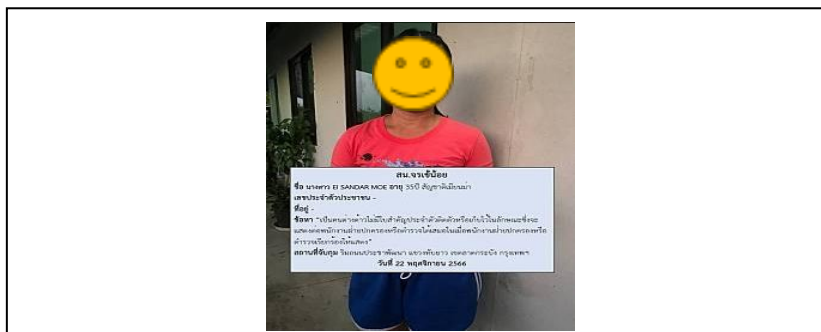 สน.จรเข้น้อย
ชื่อ นางสาว EI SANDAR MOE อายุ 35ปี สัญชาติเมียนม่า
เลขประจำตัวประชาชน -
ที่อยู่ -
ข้อหา “เป็นคนต่างด้าวไม่มีใบสำคัญประจำตัวติดตัวหรือเก็บไว้ในลักษณะซึ่งจะ
แสดงต่อพนักงานฝ่ายปกครองหรือตำรวจได้เสมอในเมื่อพนักงานฝ่ายปกครองหรือ
ตำรวจเรียกร้องให้แสดง”
สถานที่จับกุม ริมถนนประชาพัฒนา แขวงทับยาว เขตลาดกระบัง กรุงเทพฯ
วันที่ 22 พฤศจิกายน 2566